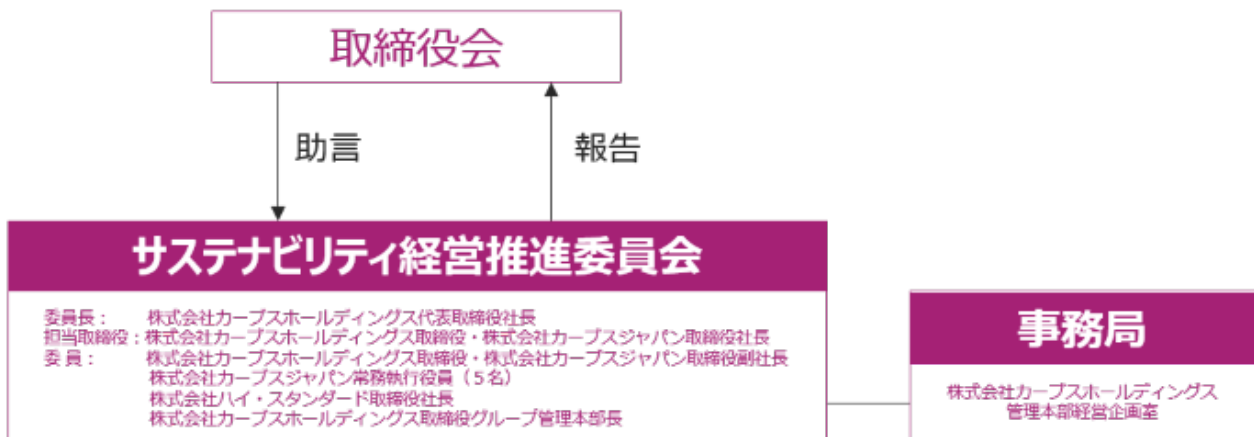 取締役会
助言
報告
サステナビリティ経営推進委員会
委員長： 株式会社カーブスホールディングス代表取締役社長
担当取締役：株式会社カーブスホールディングス取締役・株式会社カーブスジャパン取締役社長
委 員： 株式会社カーブスホールディングス取締役・株式会社カーブスジャパン取締役副社長
株式会社カーブスジャパン常務執行役員（５名）
株式会社ハイ・スタンダード取締役社長
株式会社カーブスホールディングス取締役グループ管理本部長
事務局
株式会社カーブスホールディングス
管理本部経営企画室